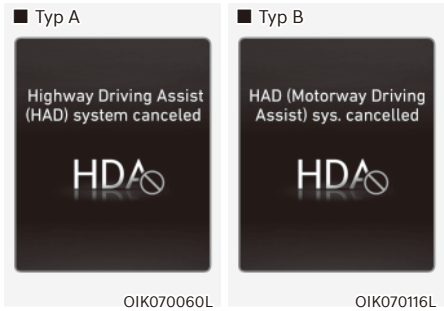 ■ Typ A
Highway Driving Assist
(HAD) system canceled
HDA
OIK070060L
■ Typ B
HAD (Motorway Driving
Assist) sys. cancelled
HDA
OIK070116L